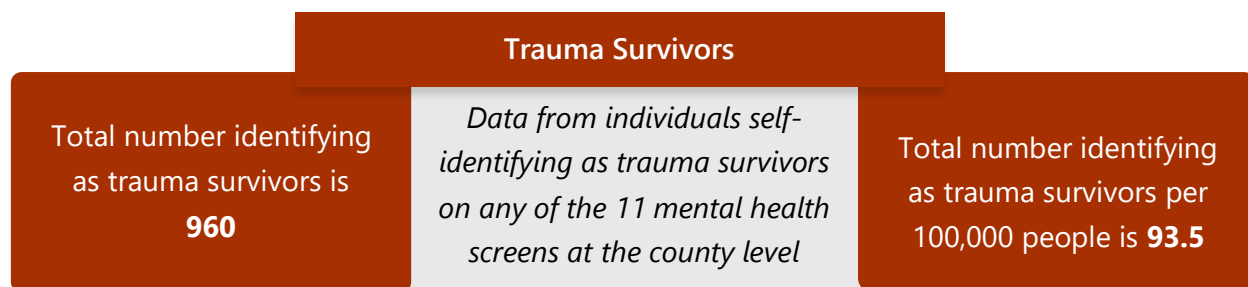 Trauma Survivors
Total number identifying
as trauma survivors is
960
Data from individuals self-
identifying as trauma survivors
on any of the 11 mental health
screens at the county level
Total number identifying
as trauma survivors per
100,000 people is 93.5